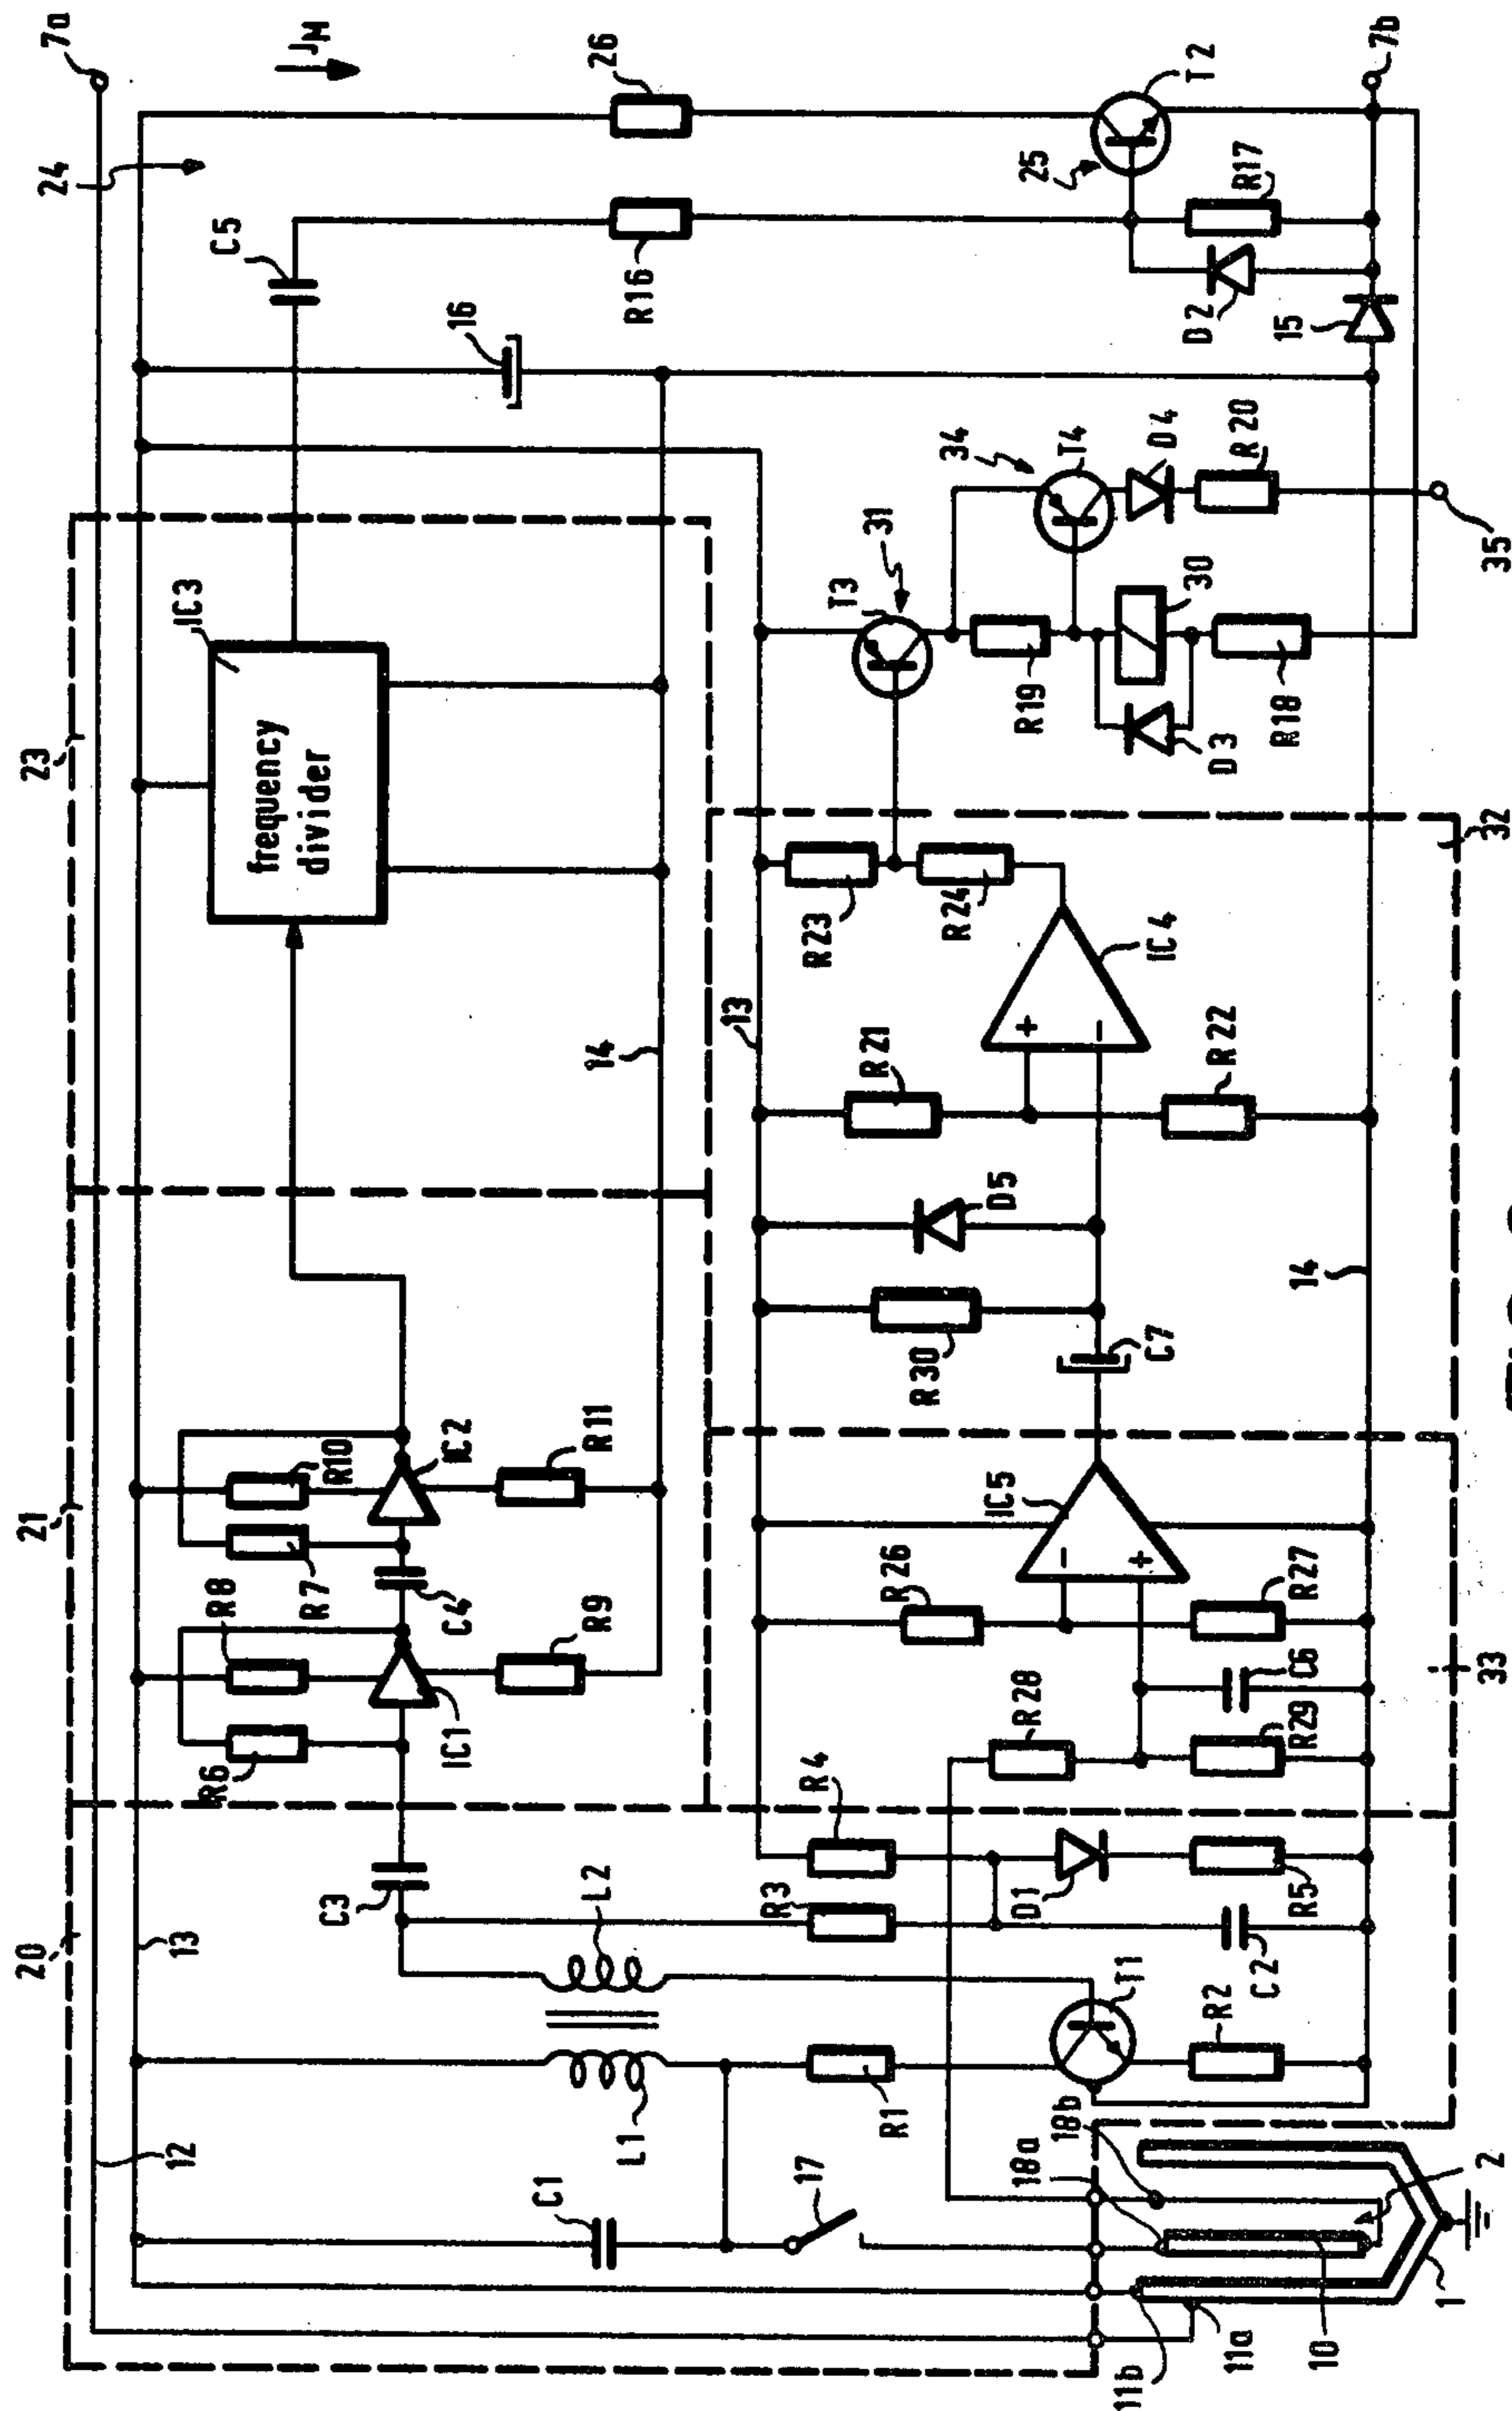 20
21
23
24
7a
J_M
13
12
C3
R6
R8
R7
R10
IC1
C4
IC2
R9
R11
frequency
divider
IC3
14
C5
16
R16
26
L1
L2
C1
17
R1
R3
R4
T1
R2
C2
D1
R5
18a
18b
11b
11a
10
1
2
R28
R29
C6
R26
R27
IC5
33
13
R30
C7
D5
14
R21
R22
IC4
R23
R24
32
T3
31
R19
D3
30
R18
34
T4
D4
R20
35
15
D2
R17
25
T2
7b
+
-
+
-